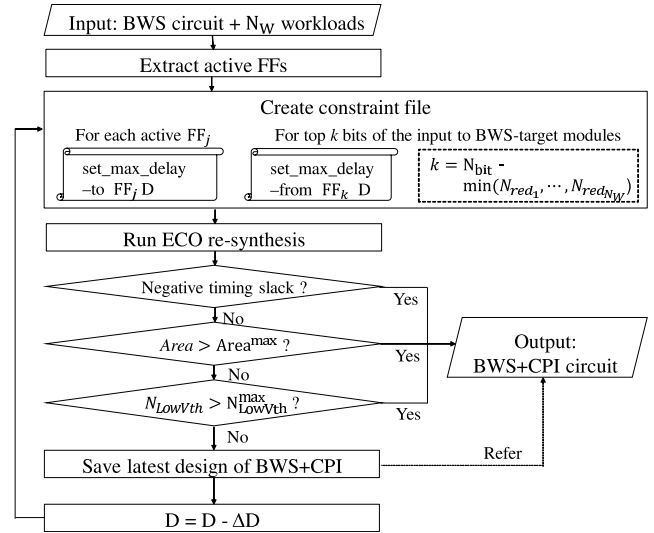 Input: BWS circuit + N_W workloads
Extract active FFs
Create constraint file
For each active FF_j
set_max_delay
–to FF_j D
For top k bits of the input to BWS-target modules
set_max_delay
–from FF_k D
k = N_bit -
min(N_red_1, ⋯, N_red_N_W)
Run ECO re-synthesis
Negative timing slack ?
Yes
No
Area > Area^max ?
Yes
No
N_LowVth > N_LowVth^max ?
Yes
No
Output:
BWS+CPI circuit
Save latest design of BWS+CPI
Refer
D = D - ΔD